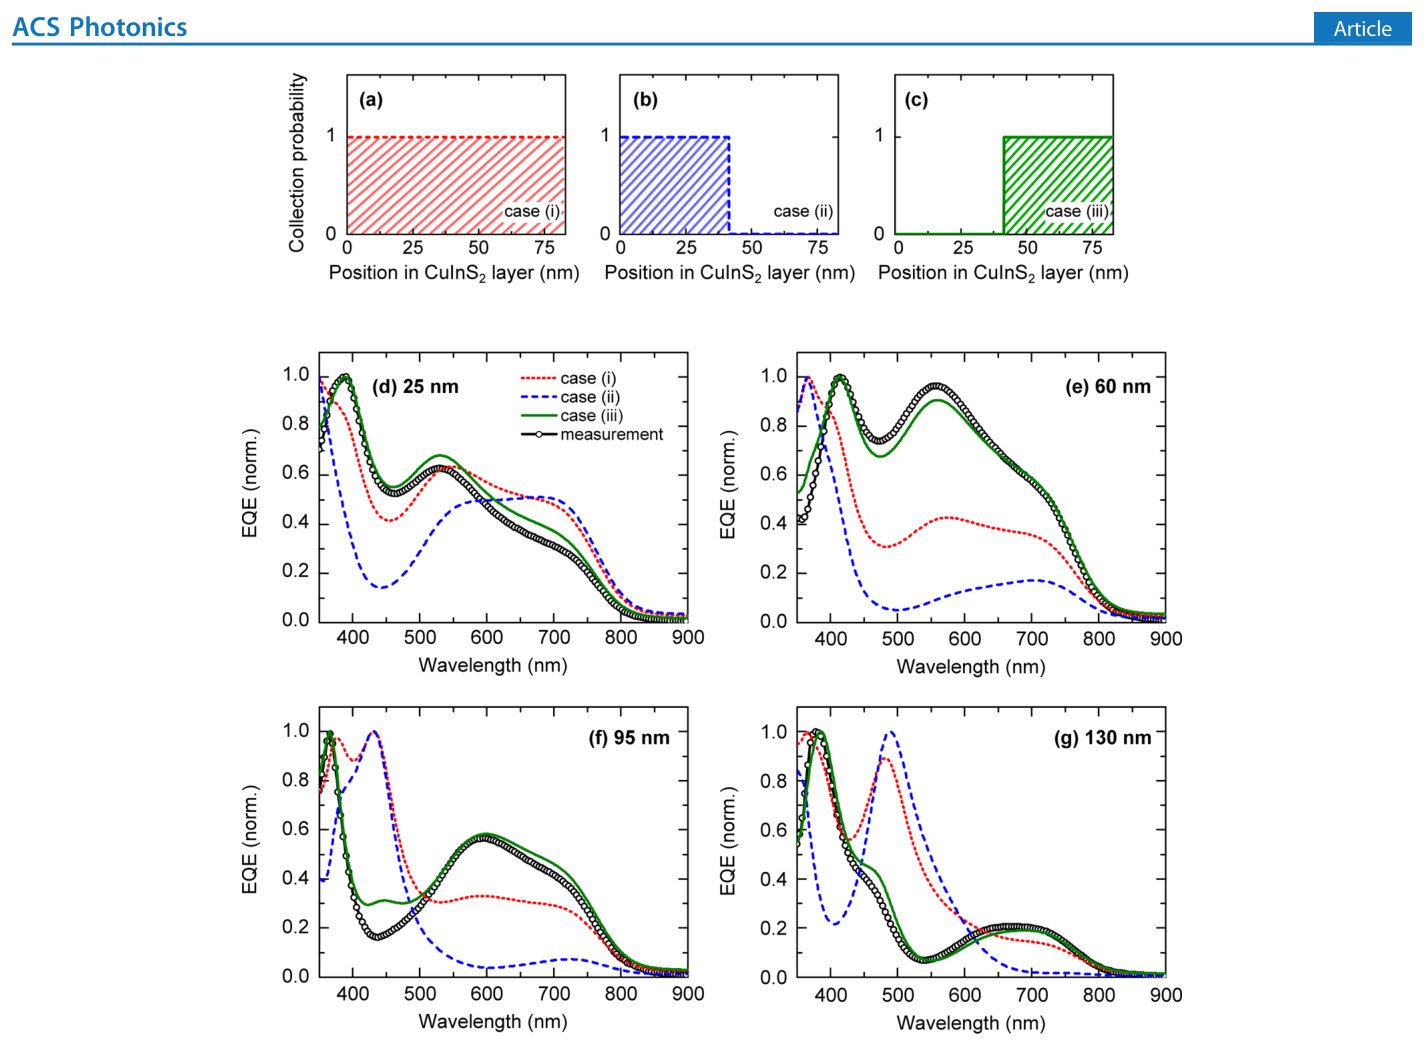 ACS Photonics
Article
Collection probability
1
0
(a)
case (i)
0 25 50 75
Position in CuInS2 layer (nm)
1
0
(b)
case (ii)
0 25 50 75
Position in CuInS2 layer (nm)
1
0
(c)
case (iii)
0 25 50 75
Position in CuInS2 layer (nm)
EQE (norm.)
1.0
0.8
0.6
0.4
0.2
0.0
(d) 25 nm
case (i)
case (ii)
case (iii)
measurement
400 500 600 700 800 900
Wavelength (nm)
EQE (norm.)
1.0
0.8
0.6
0.4
0.2
0.0
(e) 60 nm
400 500 600 700 800 900
Wavelength (nm)
EQE (norm.)
1.0
0.8
0.6
0.4
0.2
0.0
(f) 95 nm
400 500 600 700 800 900
Wavelength (nm)
EQE (norm.)
1.0
0.8
0.6
0.4
0.2
0.0
(g) 130 nm
400 500 600 700 800 900
Wavelength (nm)